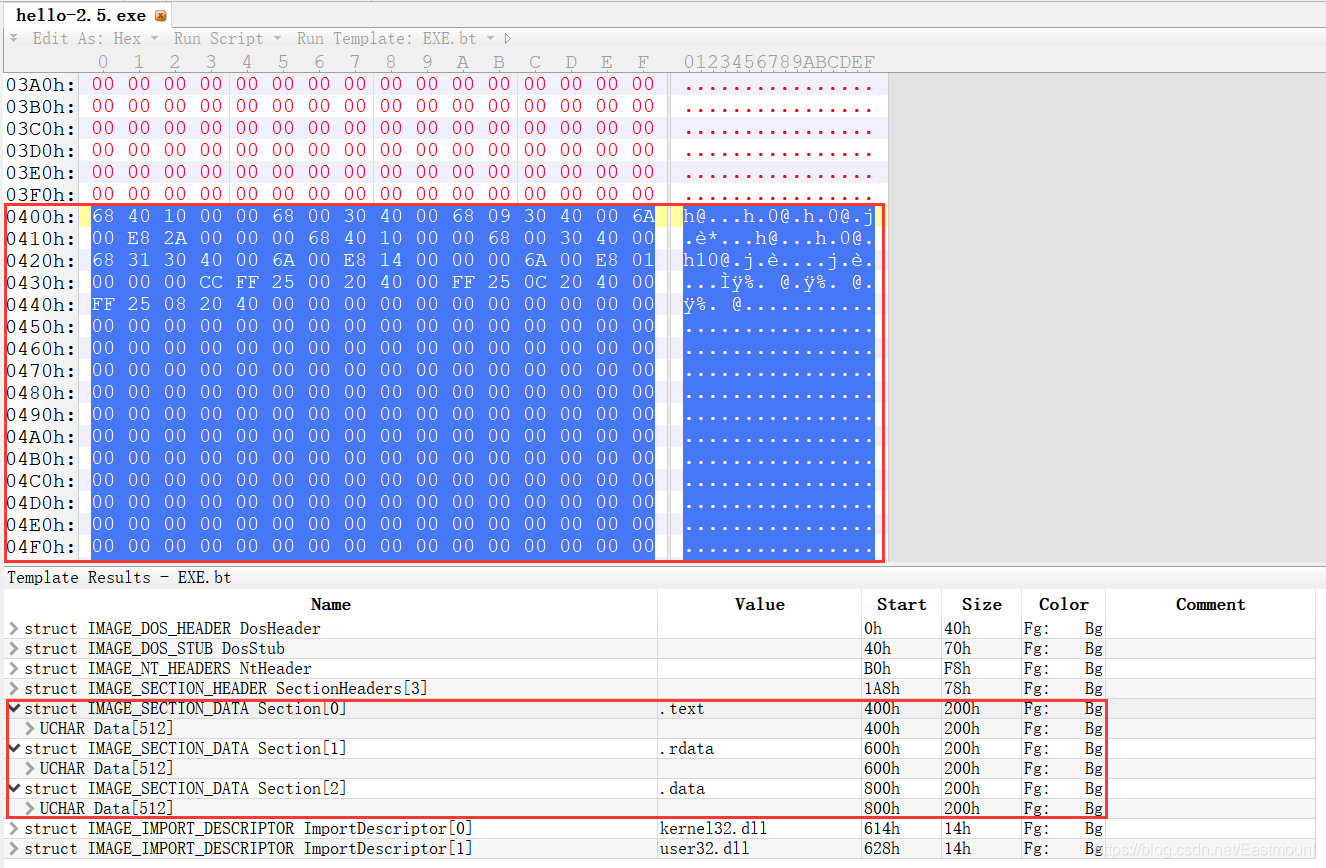 hello-2.5.exe
Edit As: Hex Run Script Run Template: EXE.bt
0 1 2 3 4 5 6 7 8 9 A B C D E F 0123456789ABCDEF
03A0h: 00 00 00 00 00 00 00 00 00 00 00 00 00 00 00 00 ................
03B0h: 00 00 00 00 00 00 00 00 00 00 00 00 00 00 00 00 ................
03C0h: 00 00 00 00 00 00 00 00 00 00 00 00 00 00 00 00 ................
03D0h: 00 00 00 00 00 00 00 00 00 00 00 00 00 00 00 00 ................
03E0h: 00 00 00 00 00 00 00 00 00 00 00 00 00 00 00 00 ................
03F0h: 00 00 00 00 00 00 00 00 00 00 00 00 00 00 00 00 ................
0400h: 68 40 10 00 00 68 00 30 40 00 68 09 30 40 00 6A h@...h.0@.h.0@.j
0410h: 00 E8 2A 00 00 00 68 40 10 00 00 68 00 30 40 00 .è*...h@...h.0@.
0420h: 68 31 30 40 00 6A 00 E8 14 00 00 00 6A 00 E8 01 h10@.j.è....j.è.
0430h: 00 00 00 CC FF 25 00 20 40 00 FF 25 0C 20 40 00 ...Ìÿ%. @.ÿ%. @.
0440h: FF 25 08 20 40 00 00 00 00 00 00 00 00 00 00 00 ÿ%. @...........
0450h: 00 00 00 00 00 00 00 00 00 00 00 00 00 00 00 00 ................
0460h: 00 00 00 00 00 00 00 00 00 00 00 00 00 00 00 00 ................
0470h: 00 00 00 00 00 00 00 00 00 00 00 00 00 00 00 00 ................
0480h: 00 00 00 00 00 00 00 00 00 00 00 00 00 00 00 00 ................
0490h: 00 00 00 00 00 00 00 00 00 00 00 00 00 00 00 00 ................
04A0h: 00 00 00 00 00 00 00 00 00 00 00 00 00 00 00 00 ................
04B0h: 00 00 00 00 00 00 00 00 00 00 00 00 00 00 00 00 ................
04C0h: 00 00 00 00 00 00 00 00 00 00 00 00 00 00 00 00 ................
04D0h: 00 00 00 00 00 00 00 00 00 00 00 00 00 00 00 00 ................
04E0h: 00 00 00 00 00 00 00 00 00 00 00 00 00 00 00 00 ................
04F0h: 00 00 00 00 00 00 00 00 00 00 00 00 00 00 00 00 ................
Template Results - EXE.bt
Name Value Start Size Color Comment
struct IMAGE_DOS_HEADER DosHeader 0h 40h Fg: Bg
struct IMAGE_DOS_STUB DosStub 40h 70h Fg: Bg
struct IMAGE_NT_HEADERS NtHeader B0h F8h Fg: Bg
struct IMAGE_SECTION_HEADER SectionHeaders[3] 1A8h 78h Fg: Bg
struct IMAGE_SECTION_DATA Section[0] .text 400h 200h Fg: Bg
UCHAR Data[512] 400h 200h Fg: Bg
struct IMAGE_SECTION_DATA Section[1] .rdata 600h 200h Fg: Bg
UCHAR Data[512] 600h 200h Fg: Bg
struct IMAGE_SECTION_DATA Section[2] .data 800h 200h Fg: Bg
UCHAR Data[512] 800h 200h Fg: Bg
struct IMAGE_IMPORT_DESCRIPTOR ImportDescriptor[0] kernel32.dll 614h 14h Fg: Bg
struct IMAGE_IMPORT_DESCRIPTOR ImportDescriptor[1] user32.dll 628h 14h Fg: Bg
https://blog.csdn.net/Eastmount